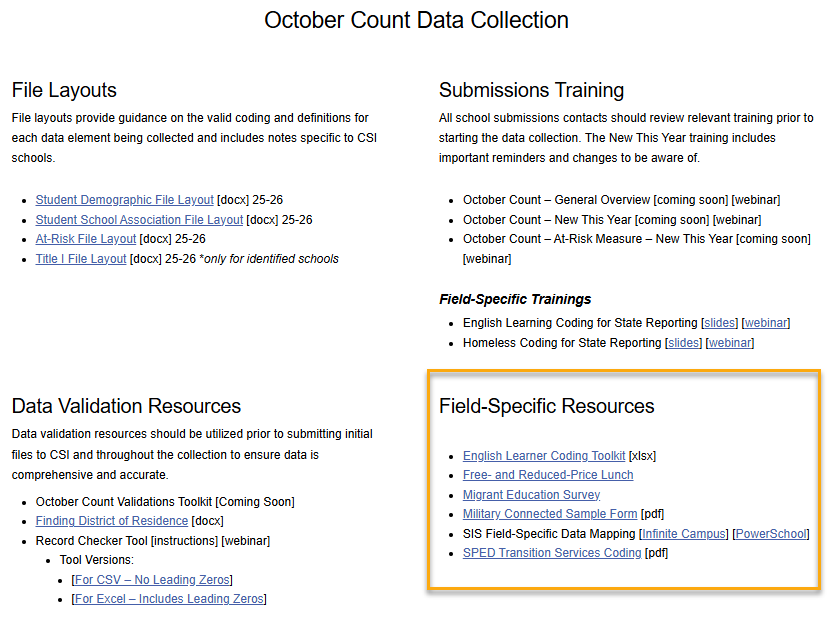 October Count Data Collection
File Layouts
File layouts provide guidance on the valid coding and definitions for
each data element being collected and includes notes specific to CSI
schools.
Student Demographic File Layout [docx] 25-26
Student School Association File Layout [docx] 25-26
At-Risk File Layout [docx] 25-26
Title I File Layout [docx] 25-26 *only for identified schools
Submissions Training
All school submissions contacts should review relevant training prior to
starting the data collection. The New This Year training includes
important reminders and changes to be aware of.
October Count – General Overview [coming soon] [webinar]
October Count – New This Year [coming soon] [webinar]
October Count – At-Risk Measure – New This Year [coming soon]
[webinar]
Field-Specific Trainings
English Learning Coding for State Reporting [slides] [webinar]
Homeless Coding for State Reporting [slides] [webinar]
Data Validation Resources
Data validation resources should be utilized prior to submitting initial
files to CSI and throughout the collection to ensure data is
comprehensive and accurate.
October Count Validations Toolkit [Coming Soon]
Finding District of Residence [docx]
Record Checker Tool [instructions] [webinar]
Tool Versions:
[For CSV – No Leading Zeros]
[For Excel – Includes Leading Zeros]
Field-Specific Resources
English Learner Coding Toolkit [xlsx]
Free- and Reduced-Price Lunch
Migrant Education Survey
Military Connected Sample Form [pdf]
SIS Field-Specific Data Mapping [Infinite Campus] [PowerSchool]
SPED Transition Services Coding [pdf]